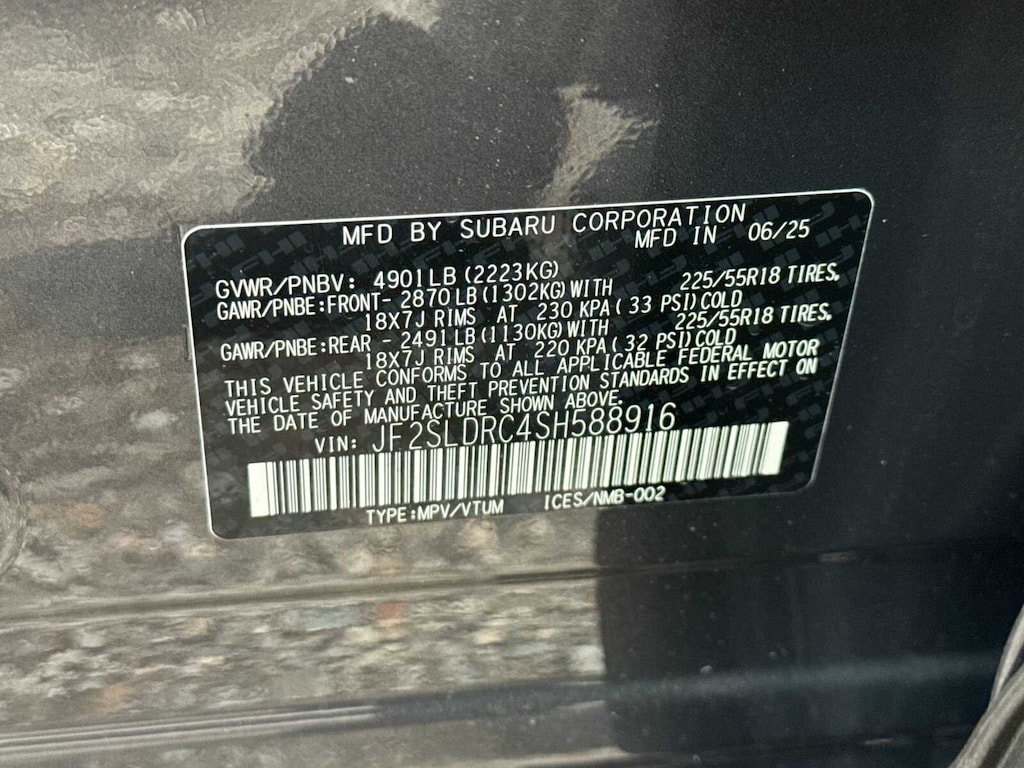 MFD BY SUBARU CORPORATION
MFD IN 06/25
GVWR/PNBV: 4901LB (2223KG)
GAWR/PNBE:FRONT- 2870LB(1302KG)WITH 225/55R18 TIRES,
18X7J RIMS AT 230 KPA( 33 PSI)COLD
GAWR/PNBE:REAR - 2491LB(1130KG)WITH 225/55R18 TIRES,
18X7J RIMS AT 220 KPA( 32 PSI)COLD
THIS VEHICLE CONFORMS TO ALL APPLICABLE FEDERAL MOTOR
VEHICLE SAFETY AND THEFT PREVENTION STANDARDS IN EFFECT ON
THE DATE OF MANUFACTURE SHOWN ABOVE.
VIN: JF2SLDRC4SH588916
TYPE:MPV/VTUM ICES/NMB-002